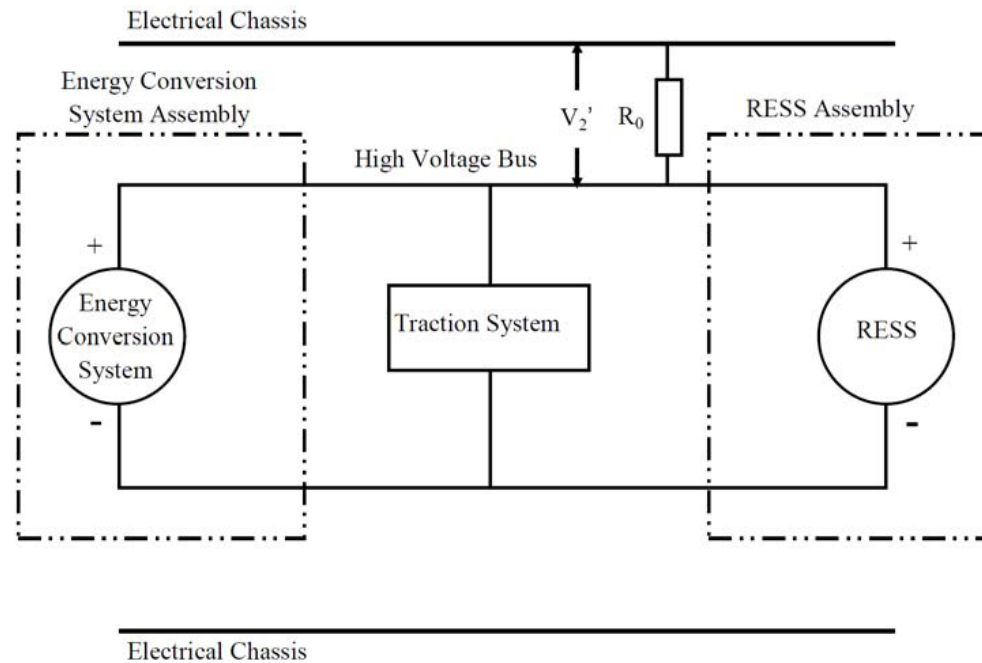 Electrical Chassis
Energy Conversion
System Assembly
V₂’
R₀
RESS Assembly
High Voltage Bus
+
+
Energy
Conversion
System
Traction System
RESS
-
-
Electrical Chassis